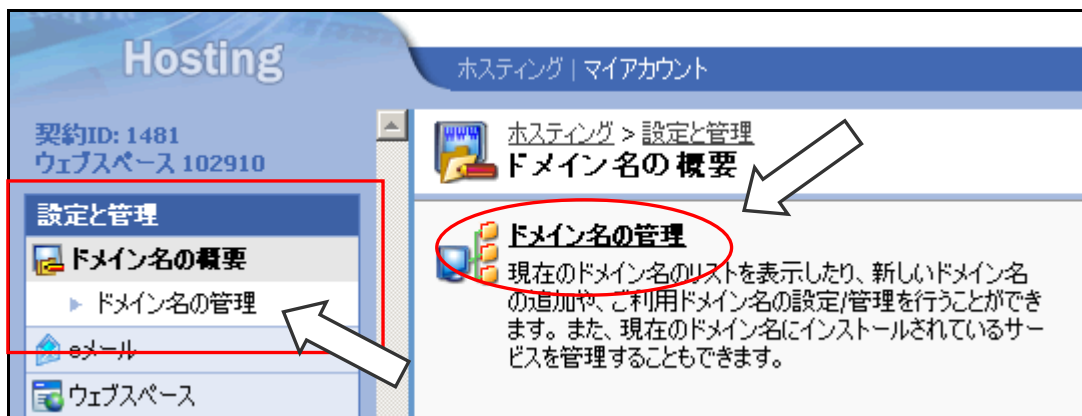 Hosting
ホスティング | マイアカウント
契約ID: 1481
ウェブスペース 102910
設定と管理
ドメイン名の概要
ドメイン名の管理
eメール
ウェブスペース
www
ホスティング > 設定と管理
ドメイン名の概要
ドメイン名の管理
現在のドメイン名のリストを表示したり、新しいドメイン名
の追加や、ご利用ドメイン名の設定/管理を行うことができ
ます。また、現在のドメイン名にインストールされているサー
ビスを管理することもできます。